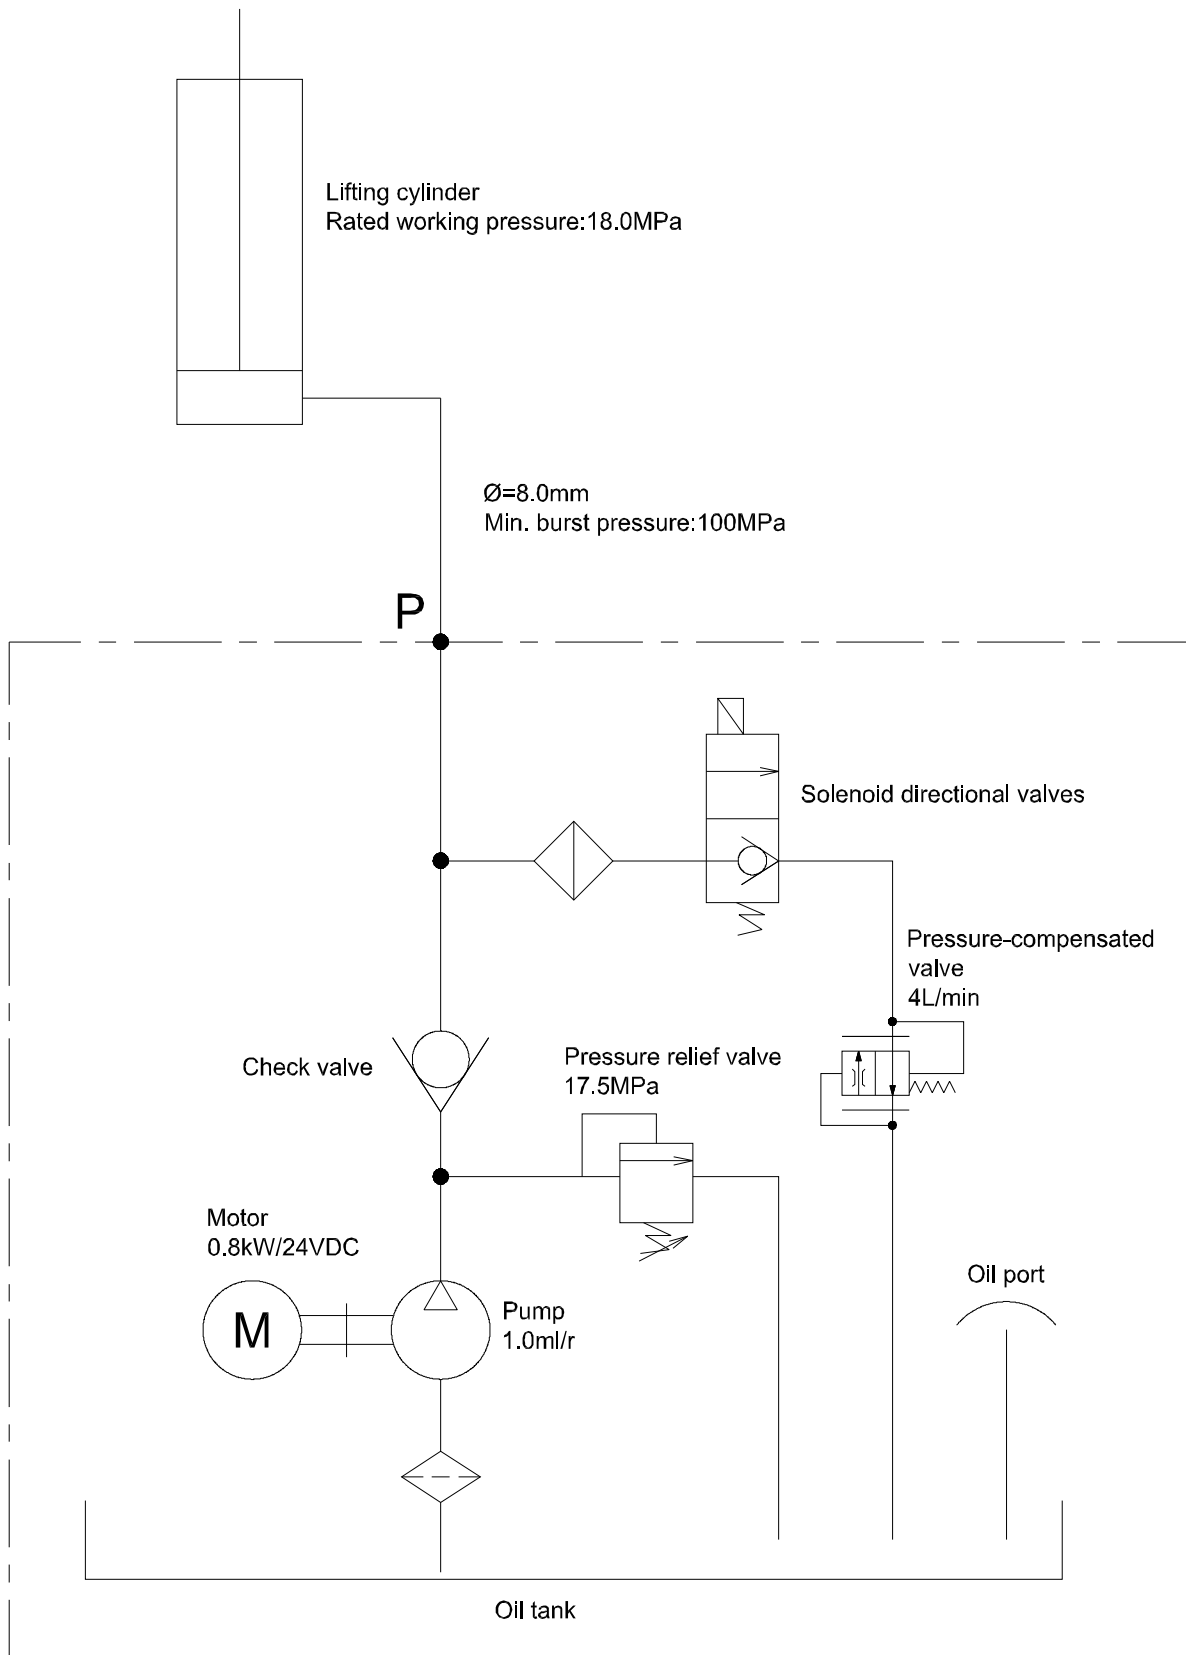 Lifting cylinder
Rated working pressure:18.0MPa
Ø=8.0mm
Min. burst pressure:100MPa
P
Solenoid directional valves
Pressure-compensated
valve
4L/min
Check valve
Pressure relief valve
17.5MPa
Motor
0.8kW/24VDC
M
Pump
1.0ml/r
Oil port
Oil tank